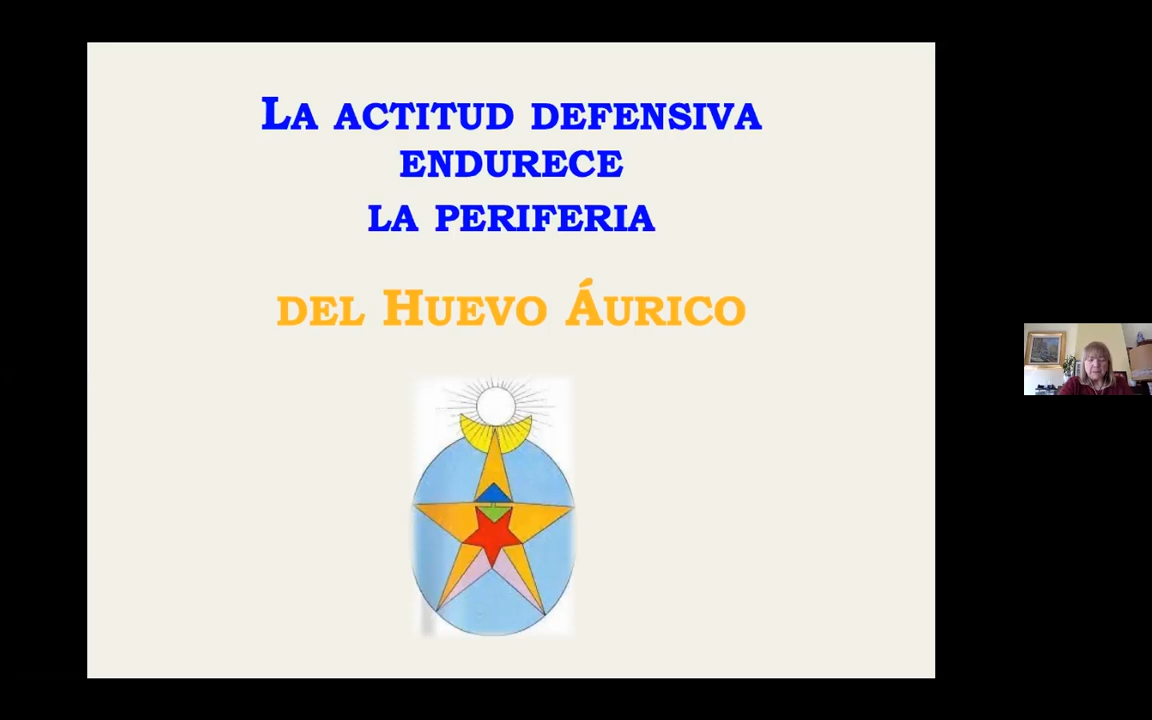 La actitud defensiva
endurece
la periferia
del Huevo Áurico